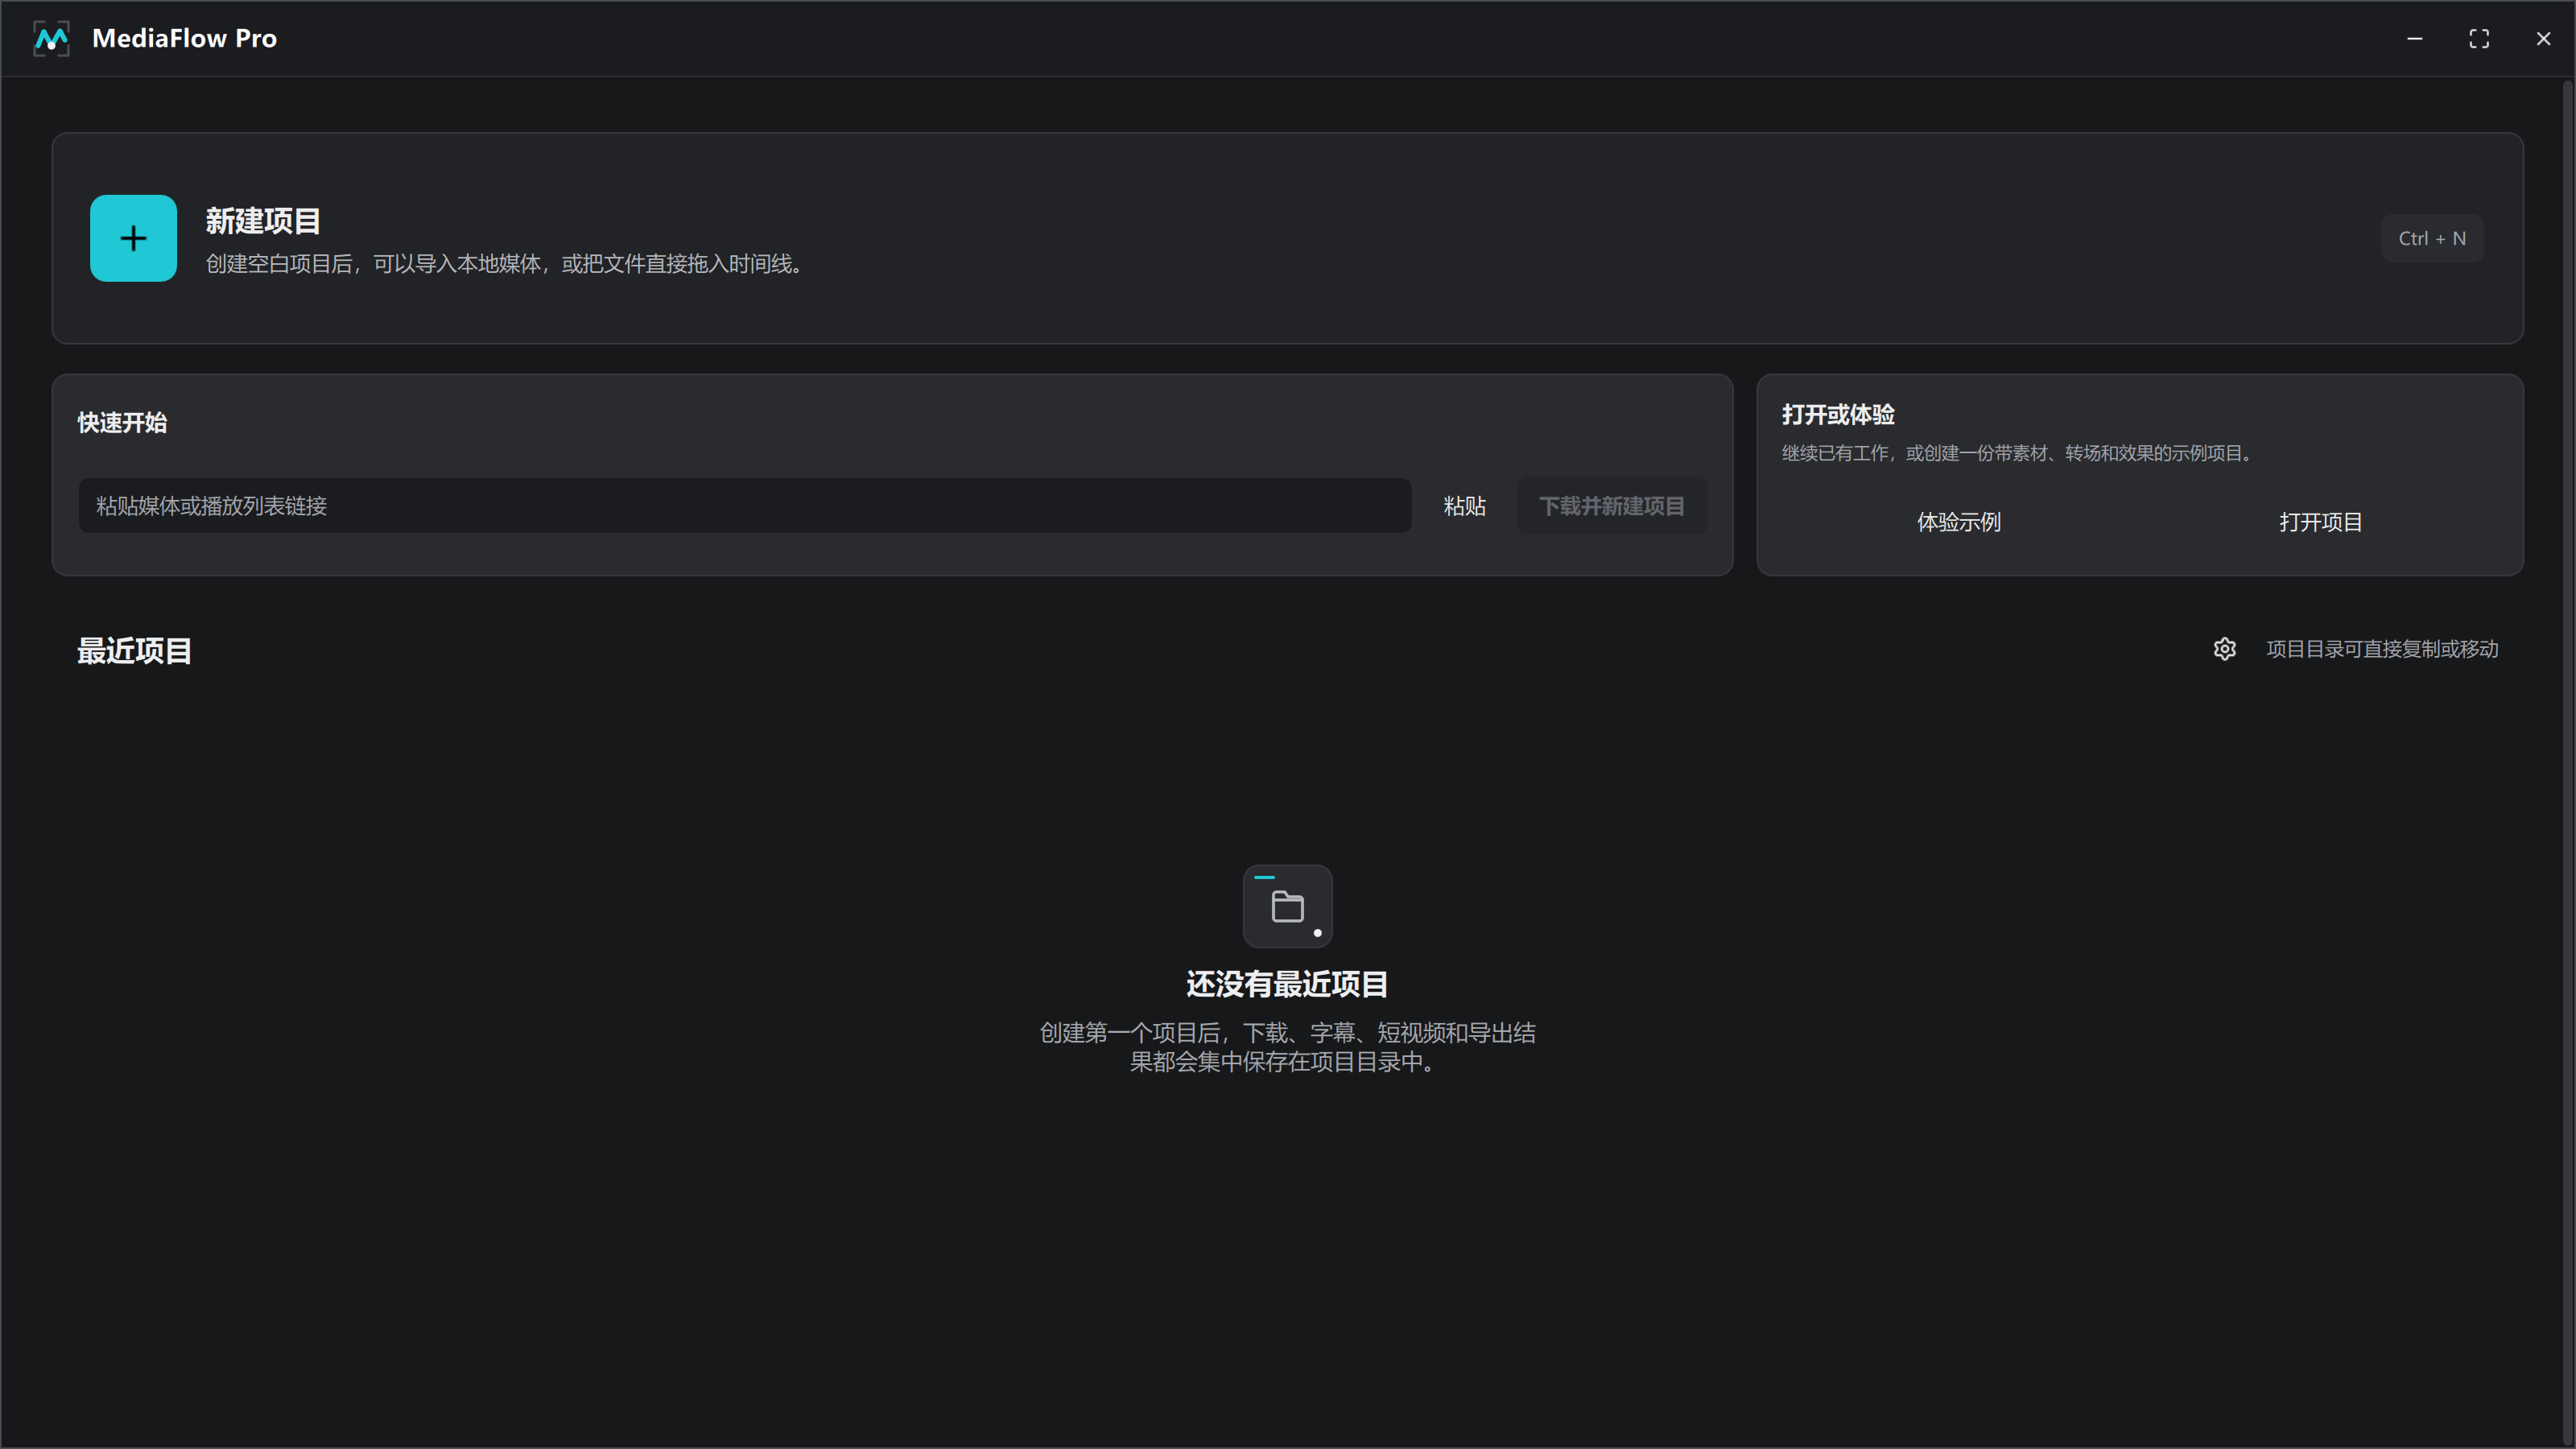 MediaFlow Pro
新建项目
创建空白项目后，可以导入本地媒体，或把文件直接拖入时间线。
Ctrl + N
快速开始
粘贴媒体或播放列表链接
粘贴
下载并新建项目
打开或体验
继续已有工作，或创建一份带素材、转场和效果的示例项目。
体验示例
打开项目
最近项目
项目目录可直接复制或移动
还没有最近项目
创建第一个项目后，下载、字幕、短视频和导出结
果都会集中保存在项目目录中。